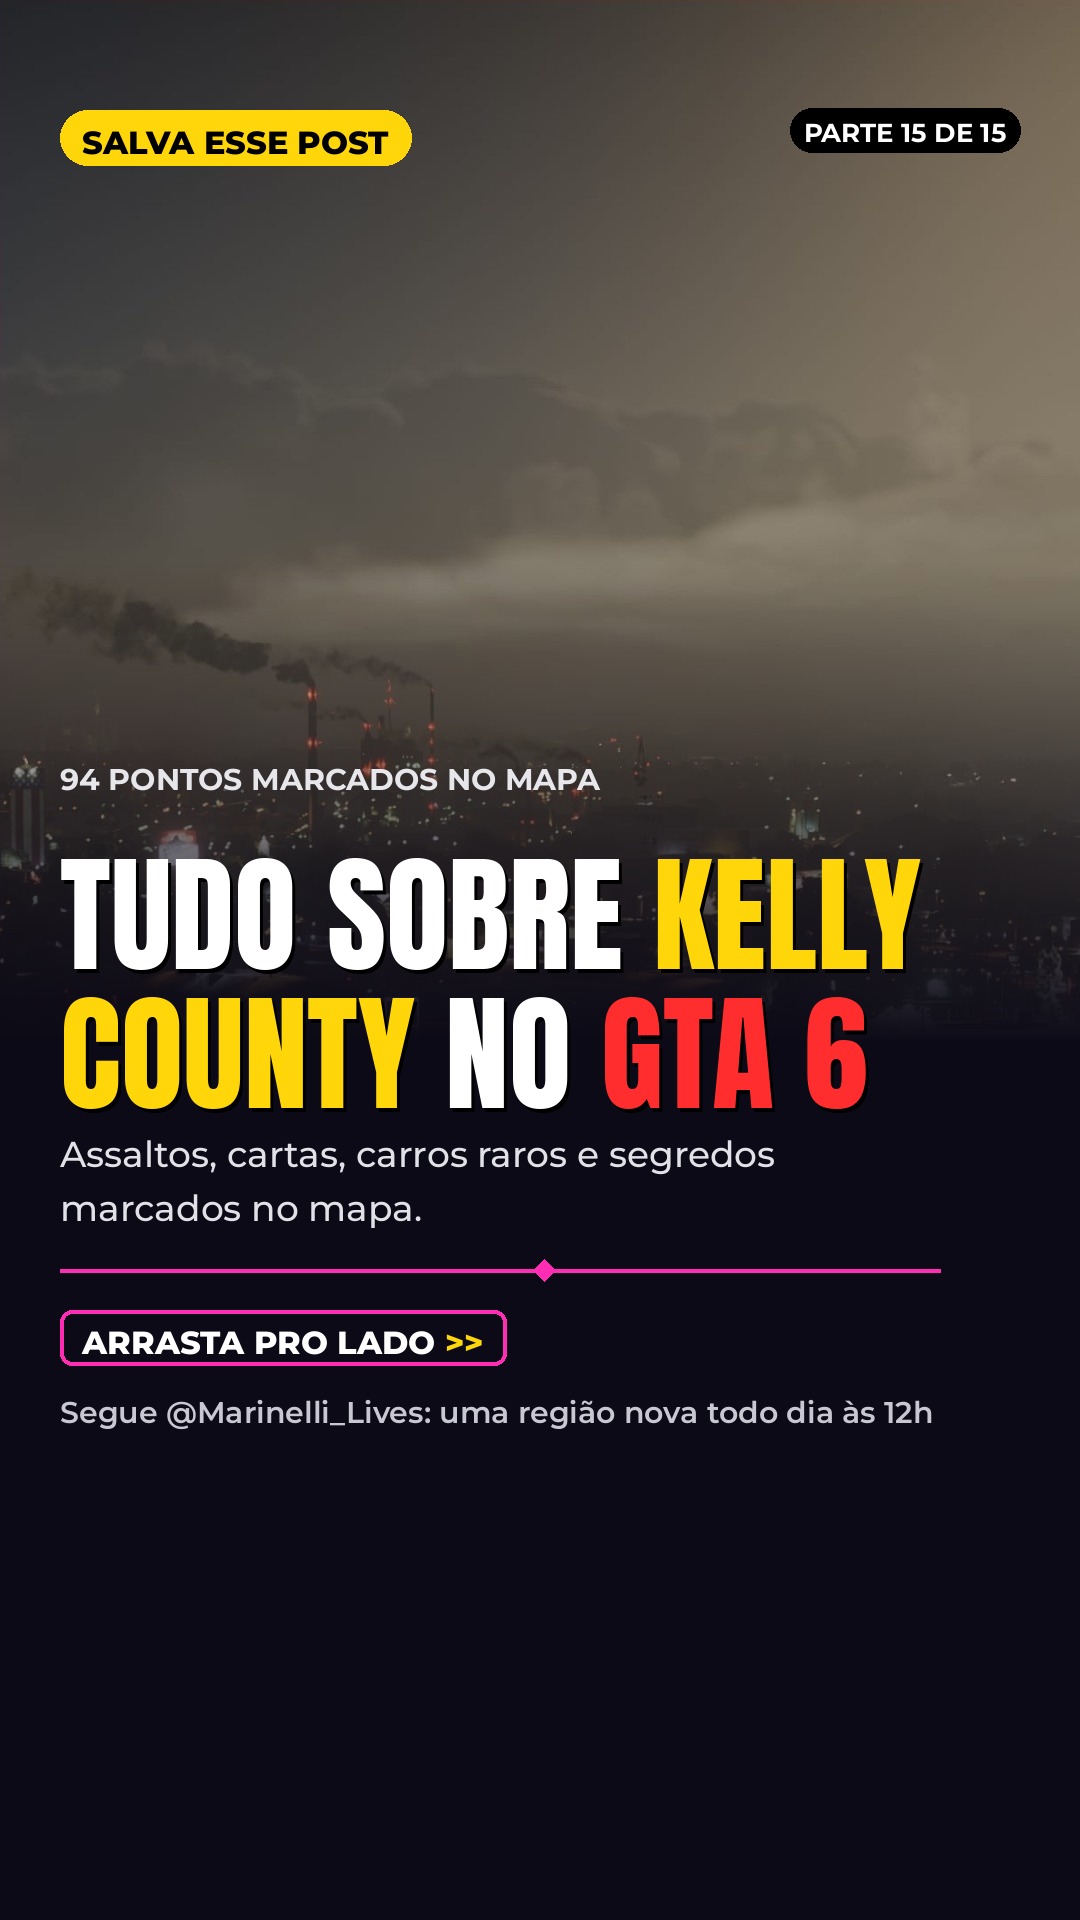 SALVA ESSE POST
PARTE 15 DE 15
94 PONTOS MARCADOS NO MAPA
TUDO SOBRE KELLY
COUNTY NO GTA 6
Assaltos, cartas, carros raros e segredos
marcados no mapa.
ARRASTA PRO LADO >>
Segue @Marinelli_Lives: uma região nova todo dia às 12h